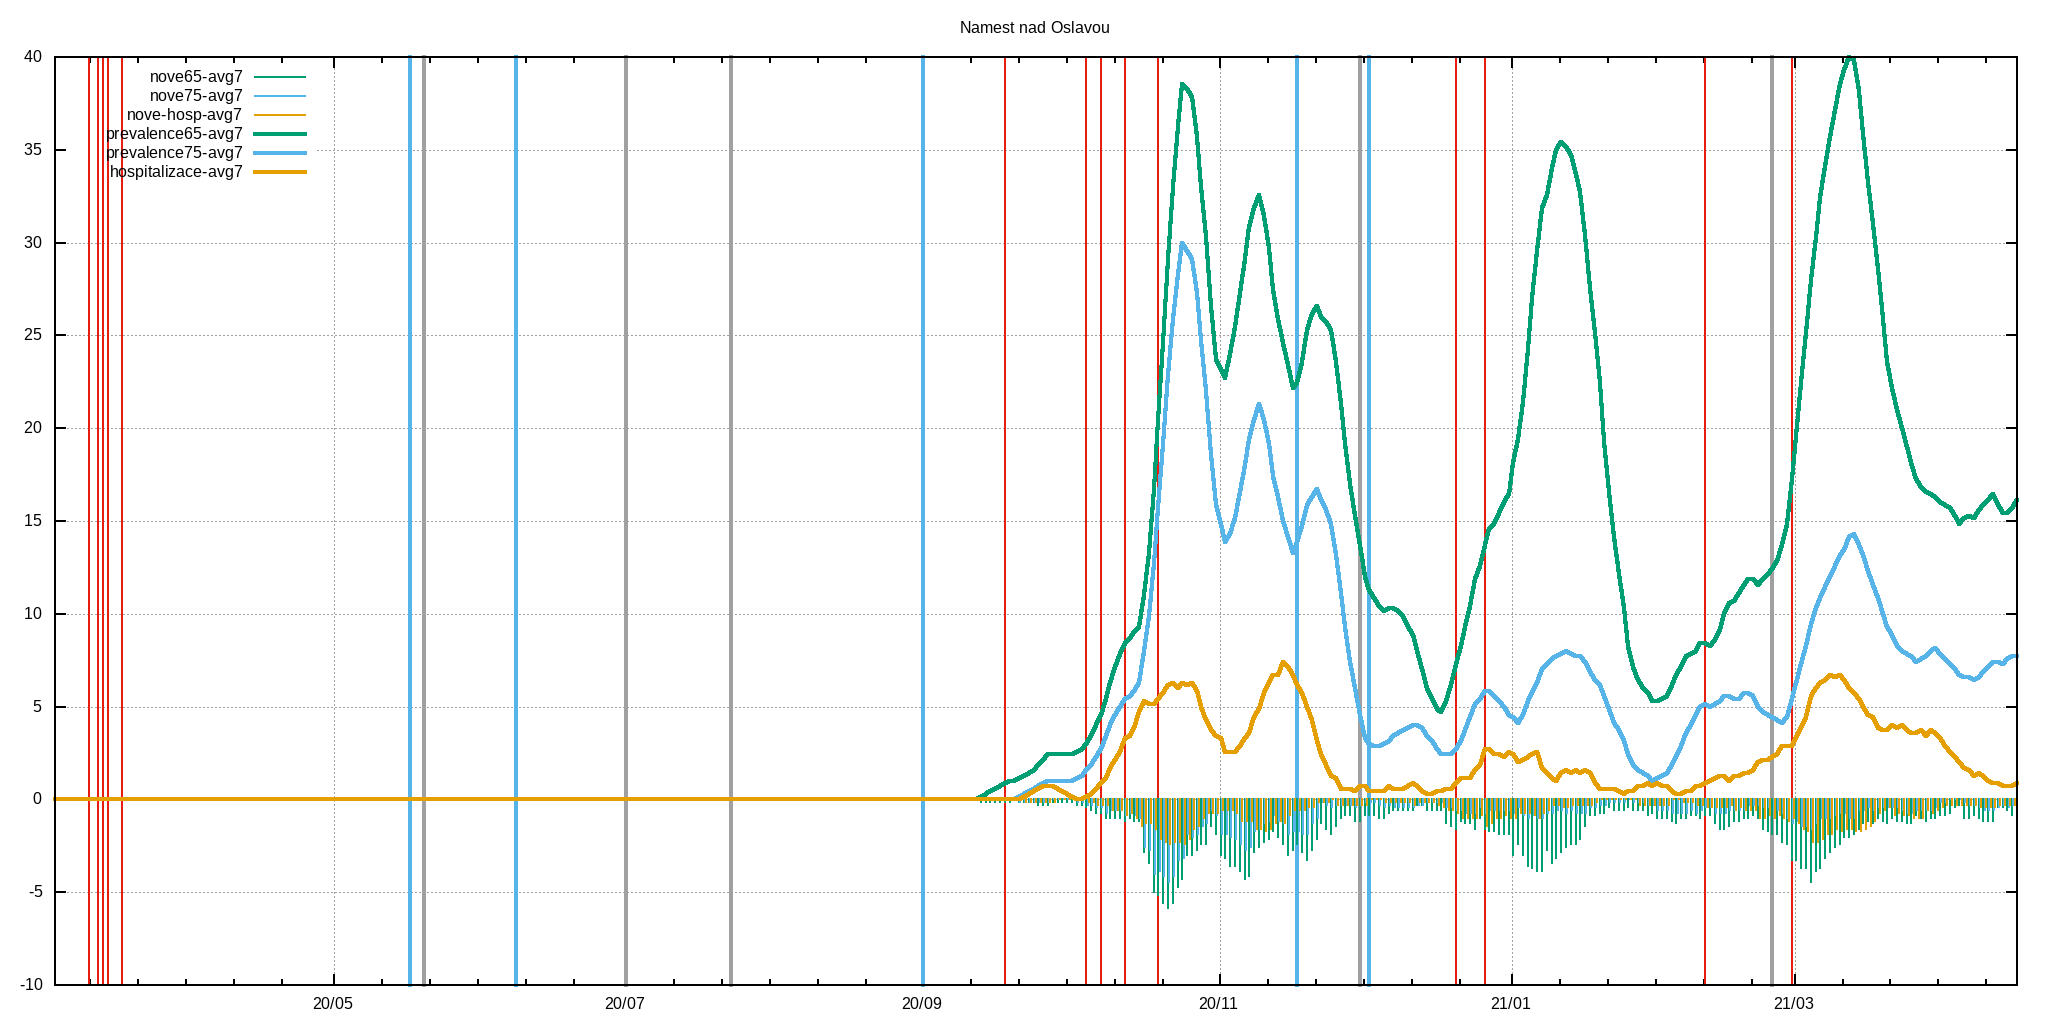 Namest nad Oslavou
40
35
30
25
20
15
10
5
0
-5
-10
nove65-avg7
nove75-avg7
nove-hosp-avg7
prevalence65-avg7
prevalence75-avg7
hospitalizace-avg7
20/05 20/07 20/09 20/11 21/01 21/03